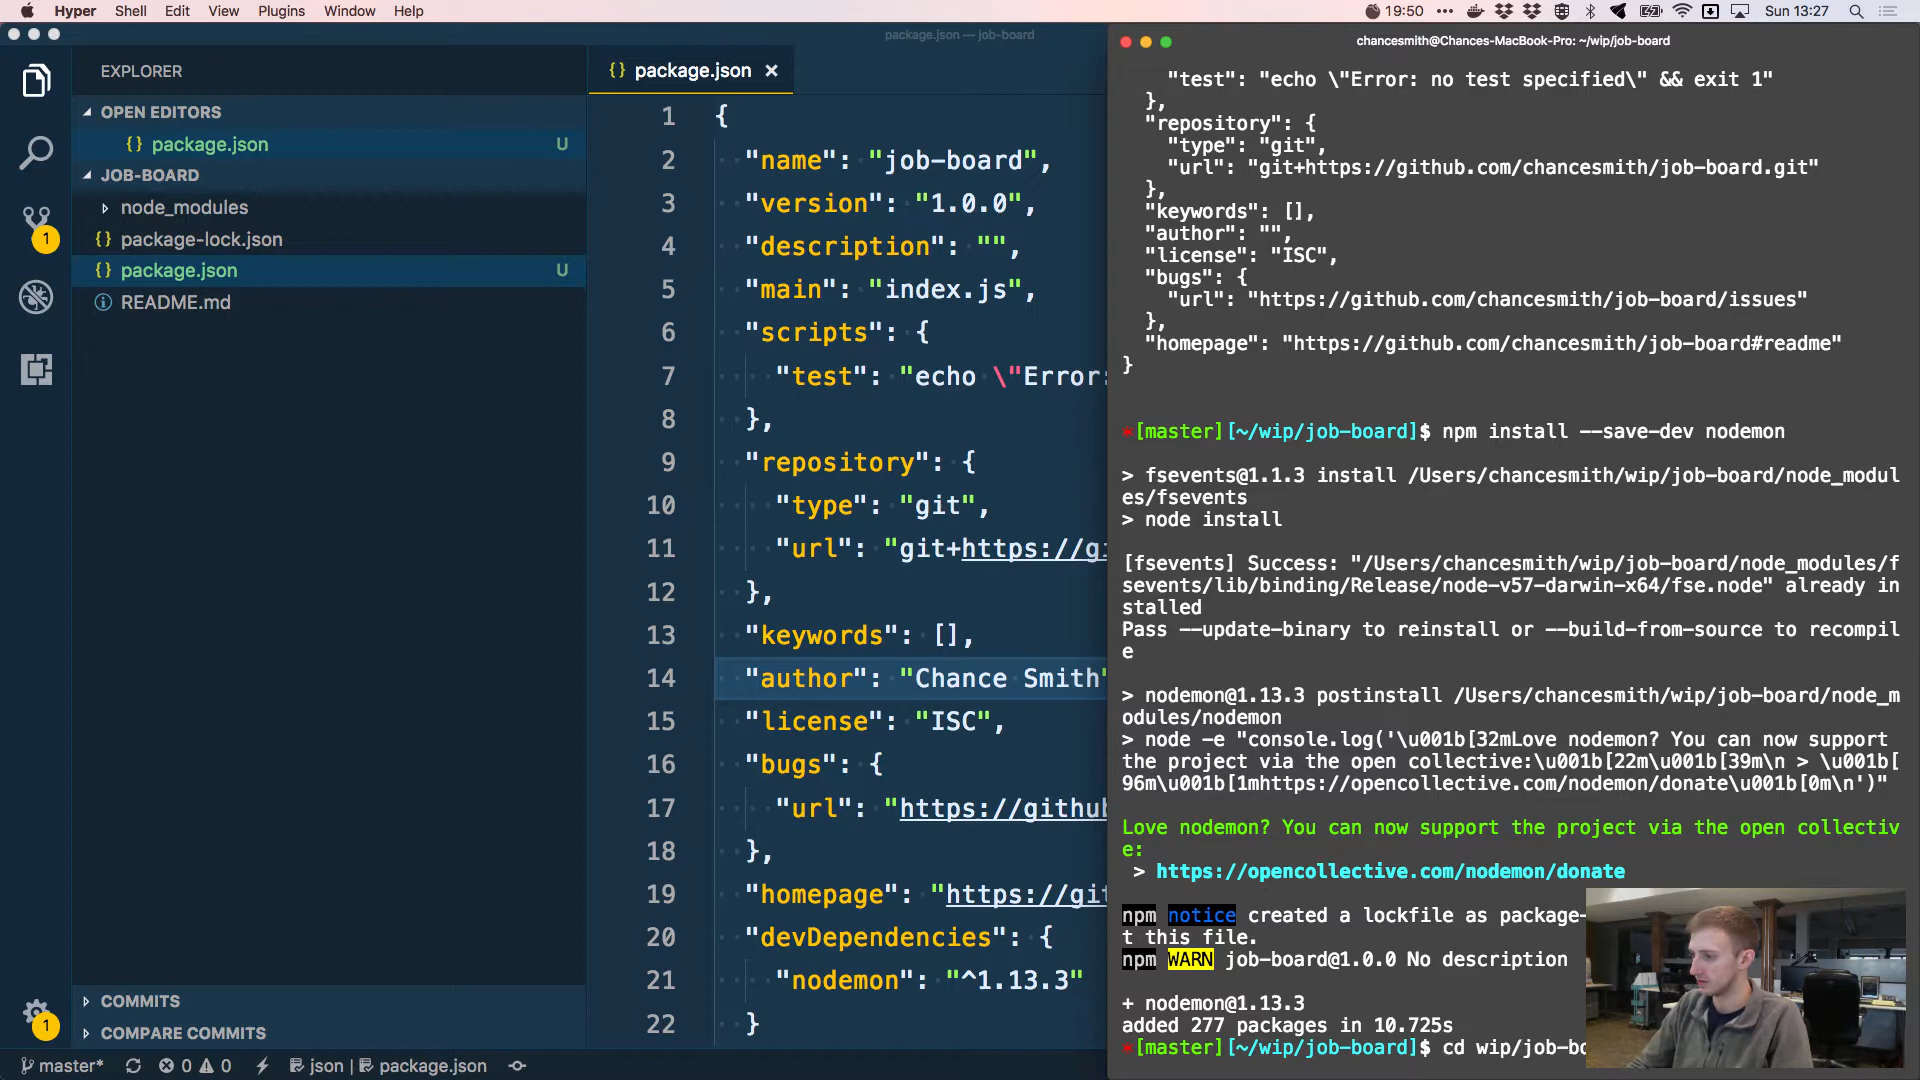 Hyper Shell Edit View Plugins Window Help
19:50 Sun 13:27
package.json — job-board
EXPLORER
OPEN EDITORS
{} package.json U
JOB-BOARD
node_modules
{} package-lock.json
{} package.json U
README.md
COMMITS
COMPARE COMMITS
1
1
{} package.json ×
1 {
2 "name": "job-board",
3 "version": "1.0.0",
4 "description": "",
5 "main": "index.js",
6 "scripts": {
7 "test": "echo \"Error:
8 },
9 "repository": {
10 "type": "git",
11 "url": "git+https://gi
12 },
13 "keywords": [],
14 "author": "Chance Smith"
15 "license": "ISC",
16 "bugs": {
17 "url": "https://github
18 },
19 "homepage": "https://git
20 "devDependencies": {
21 "nodemon": "^1.13.3"
22 }
master* 0 0 json package.json
chancesmith@Chances-MacBook-Pro: ~/wip/job-board
"test": "echo \"Error: no test specified\" && exit 1"
},
"repository": {
"type": "git",
"url": "git+https://github.com/chancesmith/job-board.git"
},
"keywords": [],
"author": "",
"license": "ISC",
"bugs": {
"url": "https://github.com/chancesmith/job-board/issues"
},
"homepage": "https://github.com/chancesmith/job-board#readme"
}
*[master][~/wip/job-board]$ npm install --save-dev nodemon
> fsevents@1.1.3 install /Users/chancesmith/wip/job-board/node_modul
es/fsevents
> node install
[fsevents] Success: "/Users/chancesmith/wip/job-board/node_modules/f
sevents/lib/binding/Release/node-v57-darwin-x64/fse.node" already in
stalled
Pass --update-binary to reinstall or --build-from-source to recompil
e
> nodemon@1.13.3 postinstall /Users/chancesmith/wip/job-board/node_m
odules/nodemon
> node -e "console.log('\u001b[32mLove nodemon? You can now support
the project via the open collective:\u001b[22m\u001b[39m\n > \u001b[
96m\u001b[1mhttps://opencollective.com/nodemon/donate\u001b[0m\n')"
Love nodemon? You can now support the project via the open collectiv
e:
> https://opencollective.com/nodemon/donate
npm notice created a lockfile as package-
t this file.
npm WARN job-board@1.0.0 No description
+ nodemon@1.13.3
added 277 packages in 10.725s
*[master][~/wip/job-board]$ cd wip/job-bo